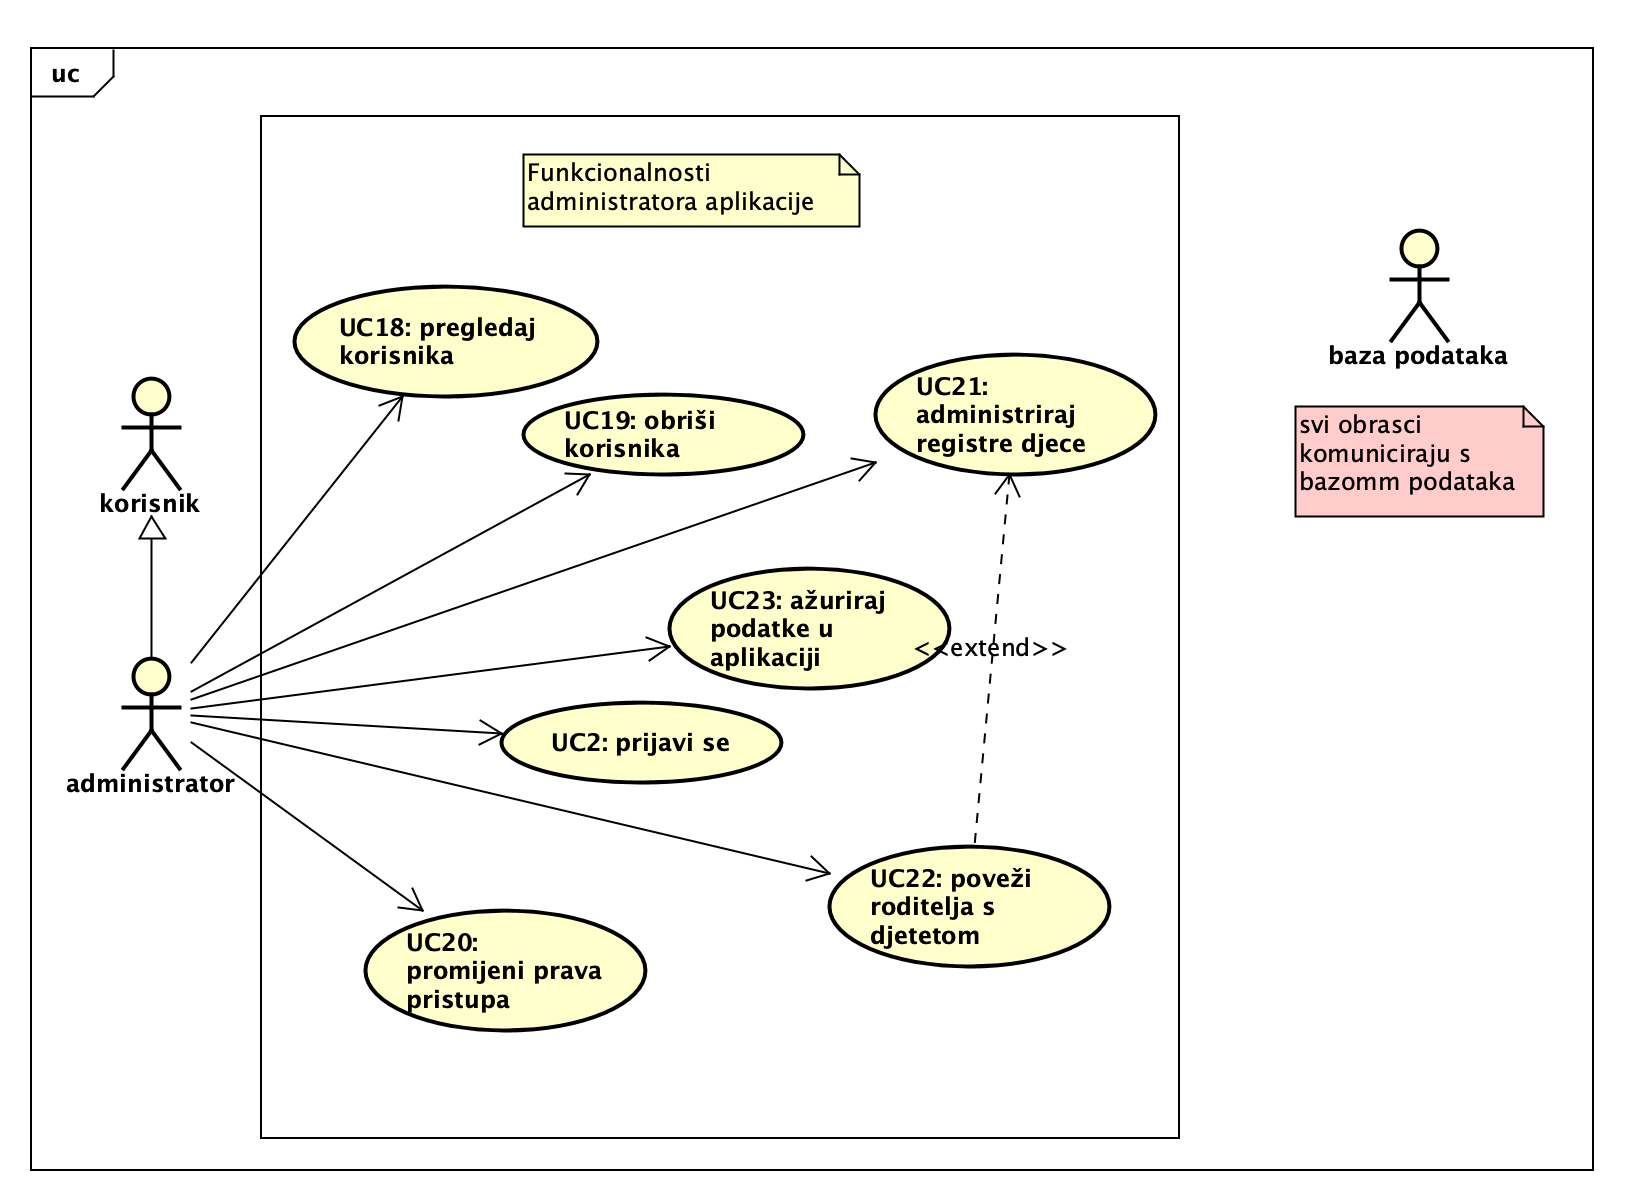 uc
Funkcionalnosti
administratora aplikacije
UC18: pregledaj
korisnika
baza podataka
UC19: obriši
korisnika
UC21:
administriraj
registre djece
svi obrasci
komuniciraju s
bazomm podataka
korisnik
UC23: ažuriraj
podatke u
aplikaciji
<<extend>>
UC2: prijavi se
administrator
UC22: poveži
roditelja s
djetetom
UC20:
promijeni prava
pristupa